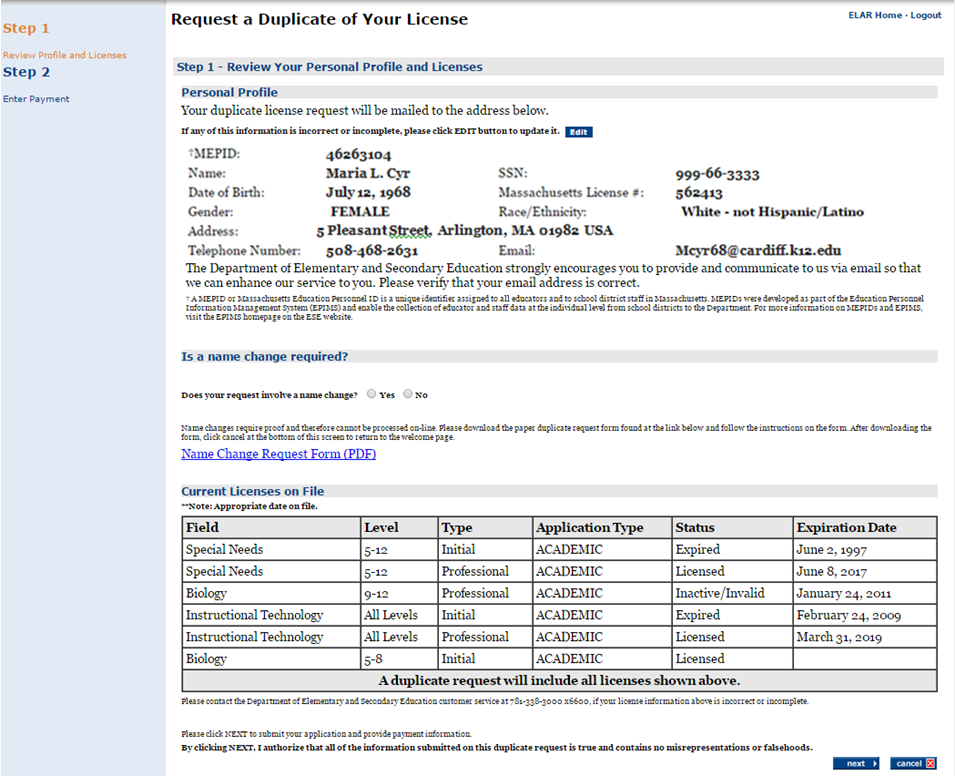 Step 1
Review Profile and Licenses
Step 2
Enter Payment
Request a Duplicate of Your License
ELAR Home · Logout
Step 1 - Review Your Personal Profile and Licenses
Personal Profile
Your duplicate license request will be mailed to the address below.
If any of this information is incorrect or incomplete, please click EDIT button to update it. Edit
†MEPID: 46263104
Name: Maria L. Cyr SSN: 999-66-3333
Date of Birth: July 12, 1968 Massachusetts License #: 562413
Gender: FEMALE Race/Ethnicity: White - not Hispanic/Latino
Address: 5 Pleasant Street, Arlington, MA 01982 USA
Telephone Number: 508-468-2631 Email: Mcyr68@cardiff.k12.edu
The Department of Elementary and Secondary Education strongly encourages you to provide and communicate to us via email so that
we can enhance our service to you. Please verify that your email address is correct.
† A MEPID or Massachusetts Education Personnel ID is a unique identifier assigned to all educators and to school district staff in Massachusetts. MEPIDs were developed as part of the Education Personnel
Information Management System (EPIMS) and enable the collection of educator and staff data at the individual level from school districts to the Department. For more information on MEPIDs and EPIMS,
visit the EPIMS homepage on the ESE website.
Is a name change required?
Does your request involve a name change? Yes No
Name changes require proof and therefore cannot be processed on-line. Please download the paper duplicate request form found at the link below and follow the instructions on the form. After downloading the
form, click cancel at the bottom of this screen to return to the welcome page.
Name Change Request Form (PDF)
Current Licenses on File
**Note: Appropriate date on file.
Field Level Type Application Type Status Expiration Date
Special Needs 5-12 Initial ACADEMIC Expired June 2, 1997
Special Needs 5-12 Professional ACADEMIC Licensed June 8, 2017
Biology 9-12 Professional ACADEMIC Inactive/Invalid January 24, 2011
Instructional Technology All Levels Initial ACADEMIC Expired February 24, 2009
Instructional Technology All Levels Professional ACADEMIC Licensed March 31, 2019
Biology 5-8 Initial ACADEMIC Licensed
A duplicate request will include all licenses shown above.
Please contact the Department of Elementary and Secondary Education customer service at 781-338-3000 x6600, if your license information above is incorrect or incomplete.
Please click NEXT to submit your application and provide payment information.
By clicking NEXT, I authorize that all of the information submitted on this duplicate request is true and contains no misrepresentations or falsehoods.
next cancel